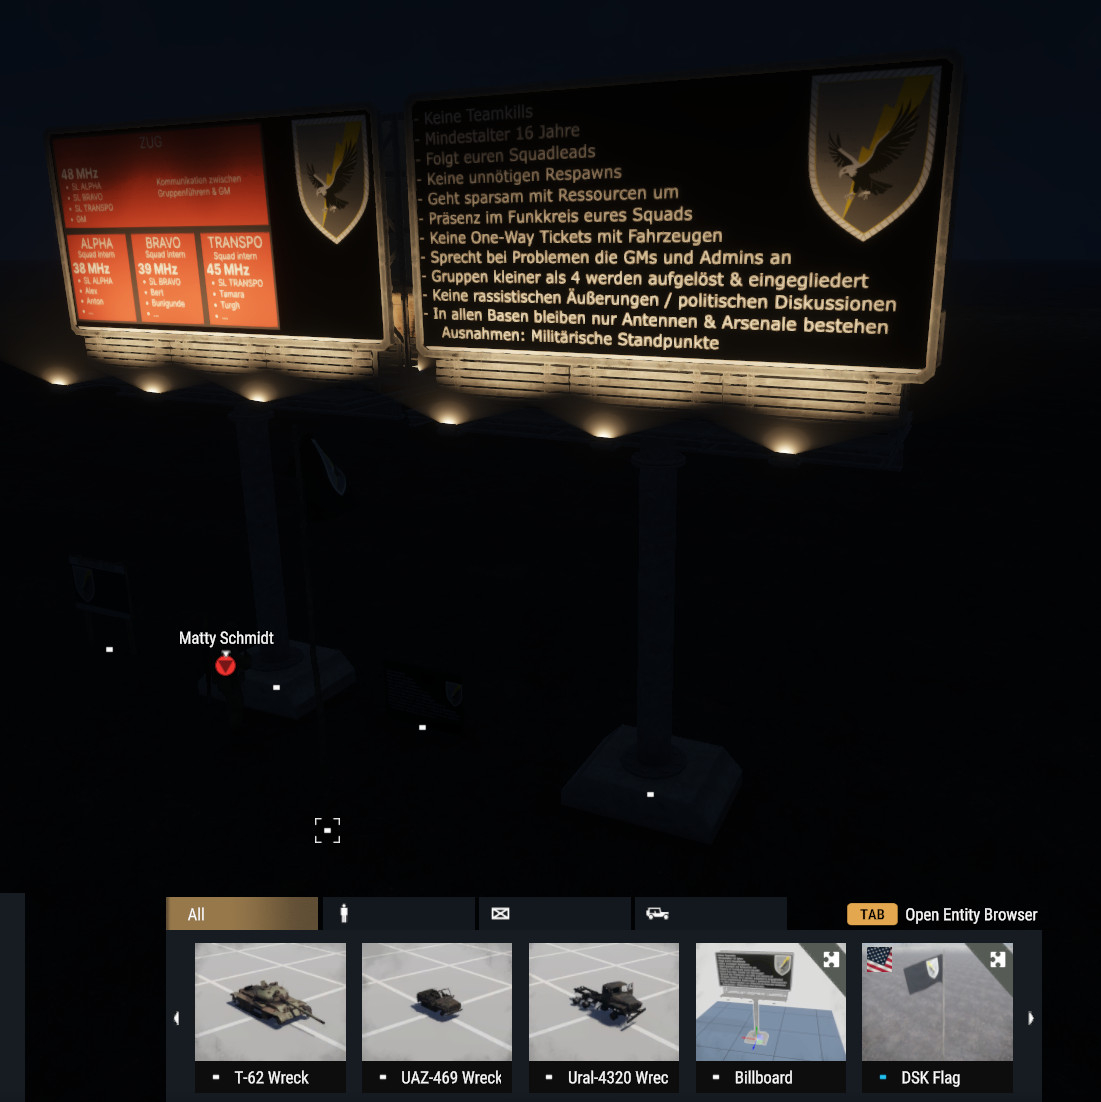 ZUG
48 MHz
• SL ALPHA
• SL BRAVO
• SL TRANSPO
• GM
Kommunikation zwischen
Gruppenführern & GM
ALPHA
Squad intern
38 MHz
• SL ALPHA
• Alex
• Anton
• ...
BRAVO
Squad intern
39 MHz
• SL BRAVO
• Bert
• Bunigunde
• ...
TRANSPO
Squad intern
45 MHz
• SL TRANSPO
• Tamara
• Turgh
• ...
- Keine Teamkills
- Mindestalter 16 Jahre
- Folgt euren Squadleads
- Keine unnötigen Respawns
- Geht sparsam mit Ressourcen um
- Präsenz im Funkkreis eures Squads
- Keine One-Way Tickets mit Fahrzeugen
- Sprecht bei Problemen die GMs und Admins an
- Gruppen kleiner als 4 werden aufgelöst & eingegliedert
- Keine rassistischen Äußerungen / politischen Diskussionen
- In allen Basen bleiben nur Antennen & Arsenale bestehen
Ausnahmen: Militärische Standpunkte
Matty Schmidt
All
TAB Open Entity Browser
T-62 Wreck
UAZ-469 Wreck
Ural-4320 Wrec
Billboard
DSK Flag